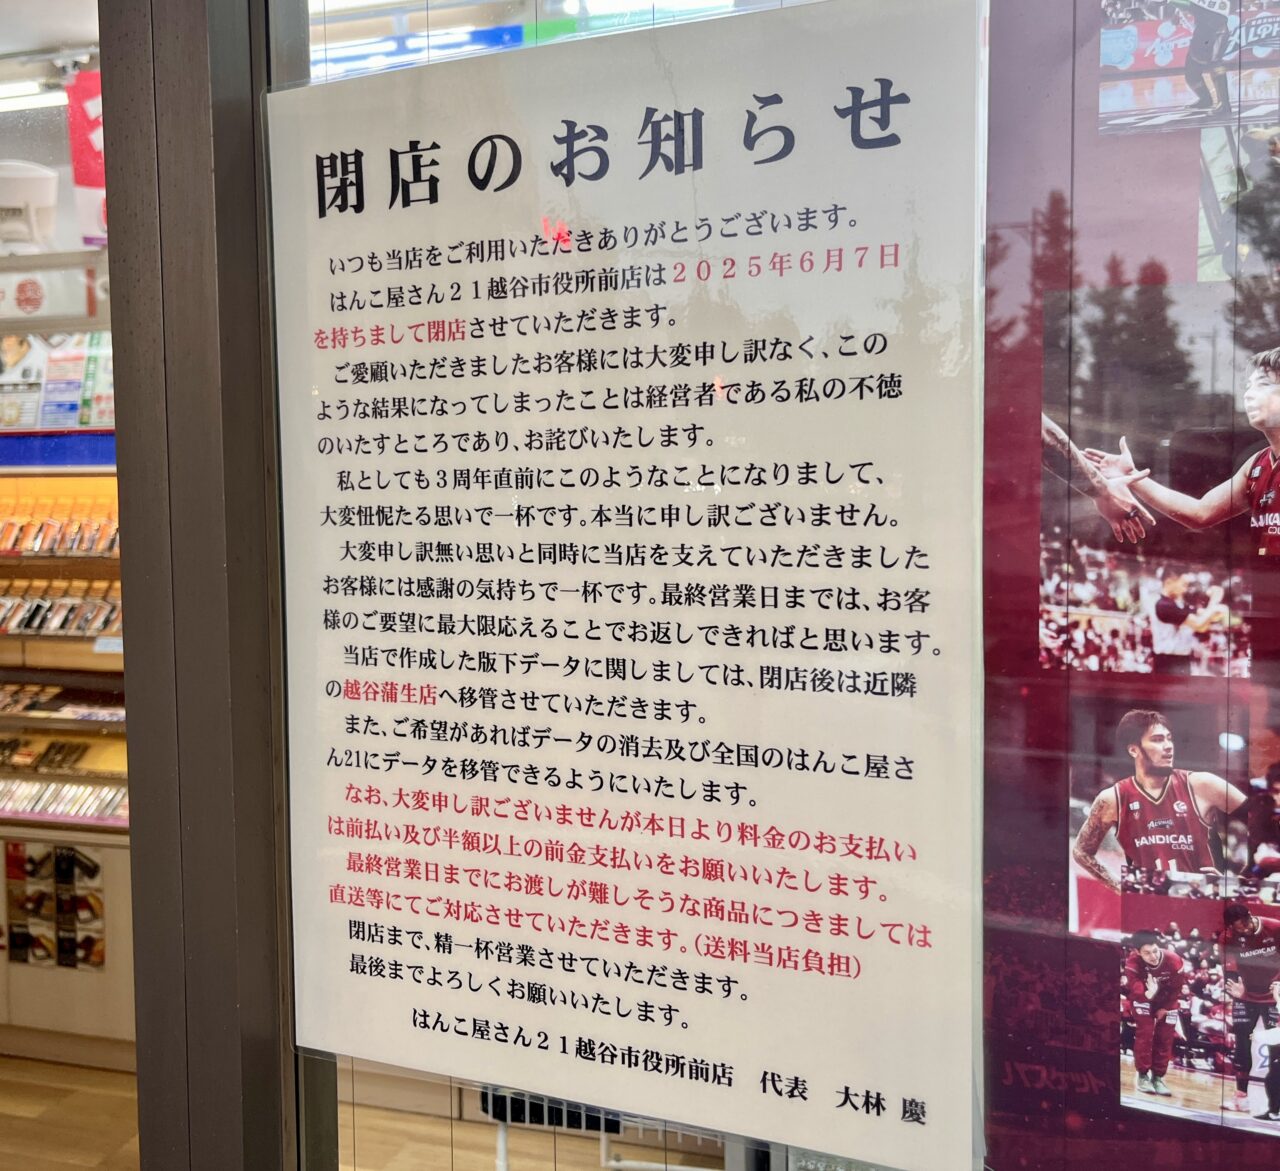 閉店のお知らせ
いつも当店をご利用いただきありがとうございます。
はんこ屋さん２１越谷市役所前店は２０２５年６月７日
を持ちまして閉店させていただきます。
ご愛顧いただきましたお客様には大変申し訳なく、この
ような結果になってしまったことは経営者である私の不徳
のいたすところであり、お詫びいたします。
私としても３周年直前にこのようなことになりまして、
大変忸怩たる思いで一杯です。本当に申し訳ございません。
大変申し訳無い思いと同時に当店を支えていただきました
お客様には感謝の気持ちで一杯です。最終営業日までは、お客
様のご要望に最大限応えることでお返しできればと思います。
当店で作成した版下データに関しましては、閉店後は近隣
の越谷蒲生店へ移管させていただきます。
また、ご希望があればデータの消去及び全国のはんこ屋さ
ん21にデータを移管できるようにいたします。
なお、大変申し訳ございませんが本日より料金のお支払い
は前払い及び半額以上の前金支払いをお願いいたします。
最終営業日までにお渡しが難しそうな商品につきましては
直送等にてご対応させていただきます。（送料当店負担）
閉店まで、精一杯営業させていただきます。
最後までよろしくお願いいたします。
はんこ屋さん２１越谷市役所前店　代表　大林 慶
HANDICAP
CLOUD
バスケット